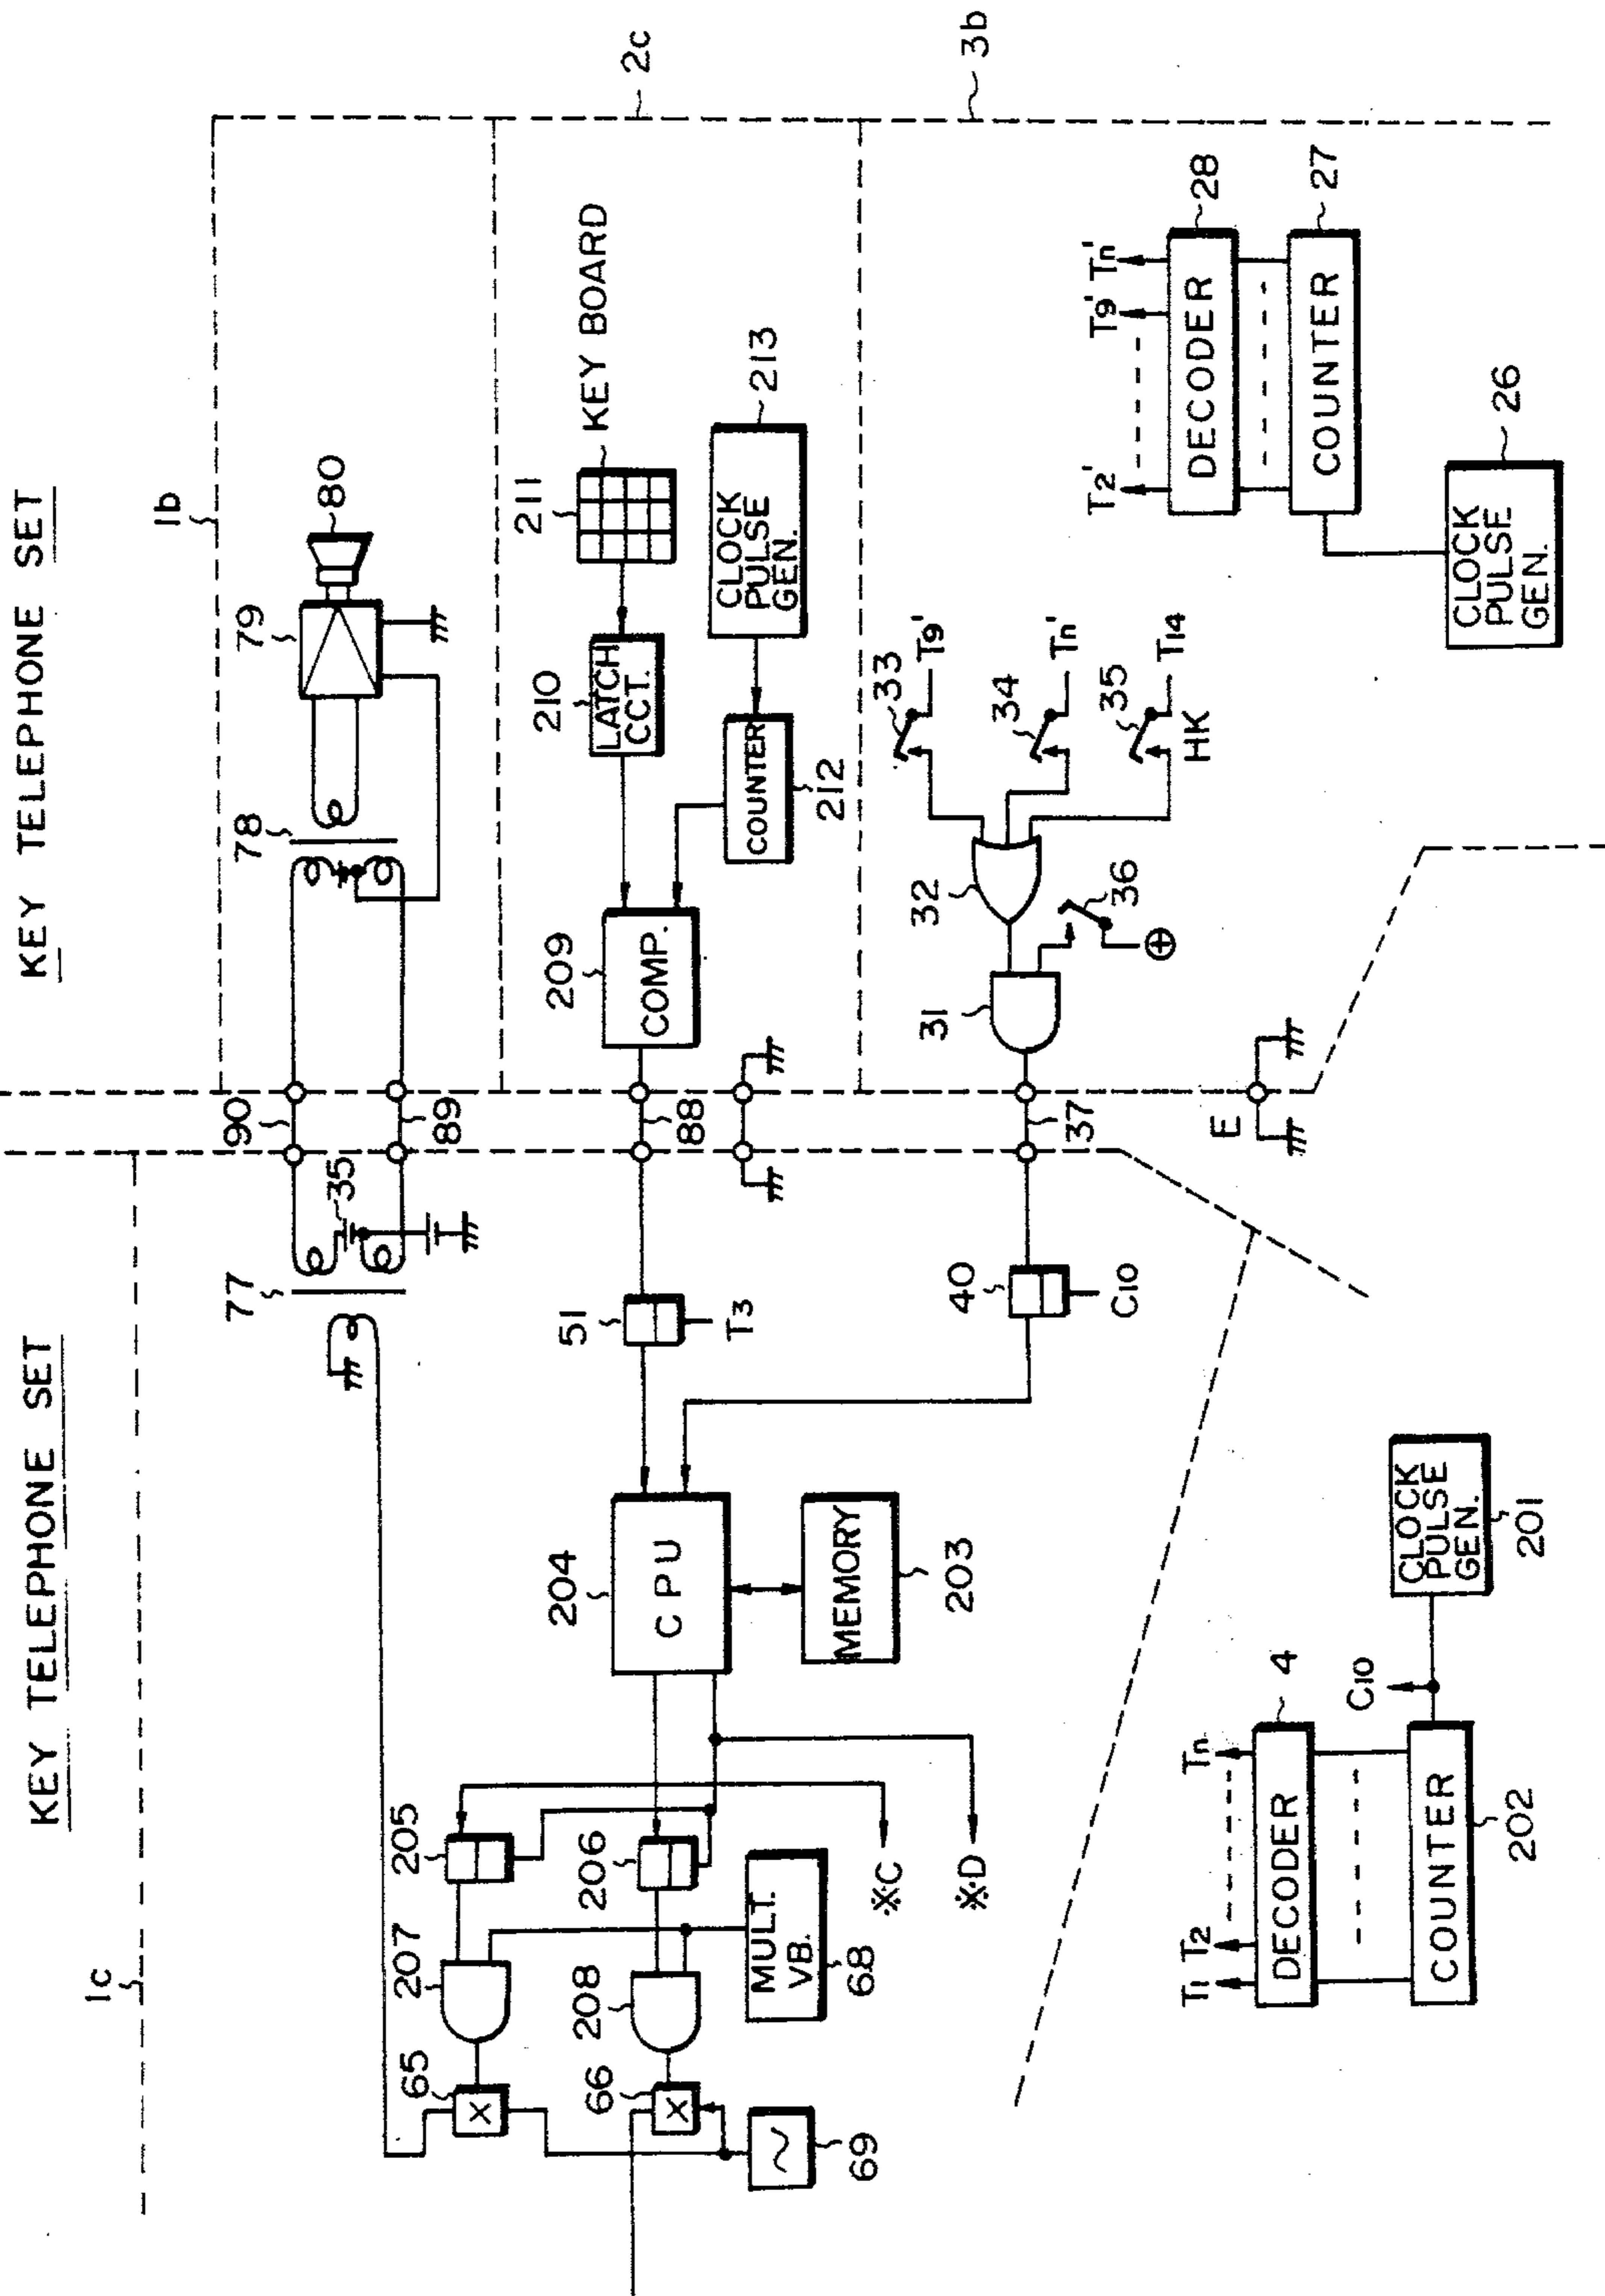 KEY TELEPHONE SET
KEY TELEPHONE SET
1c
1b
2c
3b
77
35
90
89
78
79
80
65
207
205
66
208
206
68
MULT.
VB.
69
※C
※D
204
CPU
MEMORY
203
51
T3
88
209
COMP.
210
LATCH
CCT.
211
KEY BOARD
COUNTER
212
CLOCK
PULSE
GEN.
213
40
C10
37
31
32
36
33
T9'
34
Tn'
35
T14
HK
E
T1
T2
Tn
DECODER
4
COUNTER
202
C10
CLOCK
PULSE
GEN.
201
T2'
T9'
Tn'
DECODER
28
COUNTER
27
CLOCK
PULSE
GEN.
26